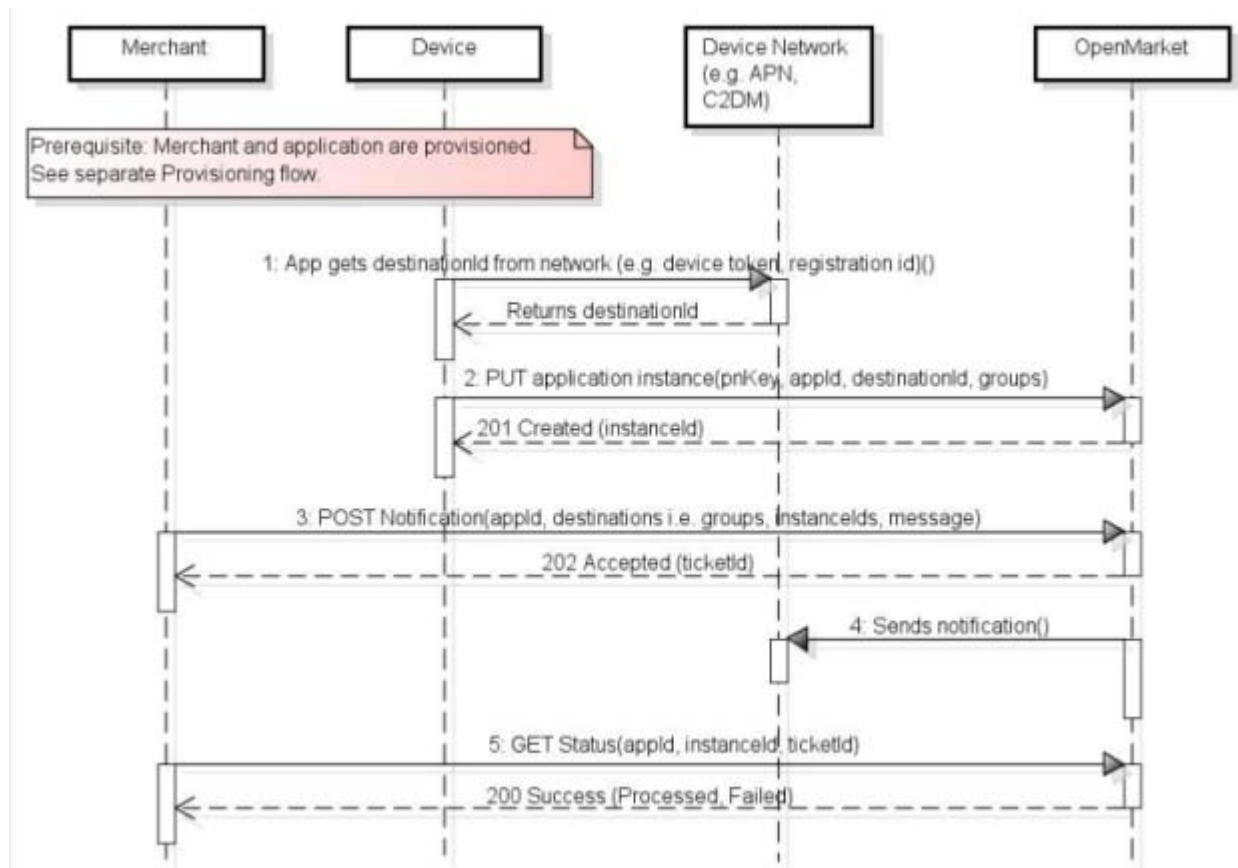 Merchant
Device
Device Network
(e.g. APN,
C2DM)
OpenMarket
Prerequisite: Merchant and application are provisioned.
See separate Provisioning flow.
1: App gets destinationId from network (e.g. device token, registration id)()
Returns destinationId
2: PUT application instance(pnKey, appId, destinationId, groups)
201 Created (instanceId)
3: POST Notification(appId, destinations i.e. groups, instanceIds, message)
202 Accepted (ticketId)
4: Sends notification()
5: GET Status(appId, instanceId, ticketId)
200 Success (Processed, Failed)